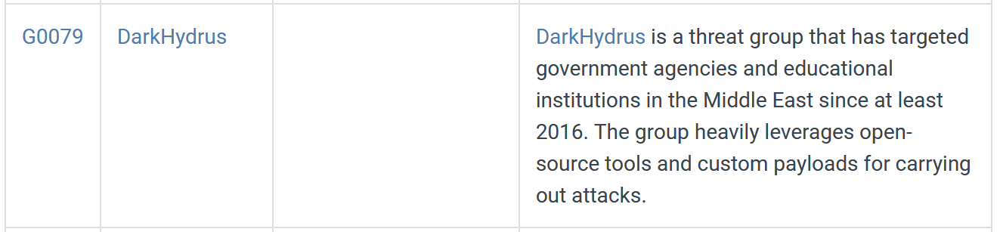 G0079
DarkHydrus
DarkHydrus is a threat group that has targeted
government agencies and educational
institutions in the Middle East since at least
2016. The group heavily leverages open-
source tools and custom payloads for carrying
out attacks.